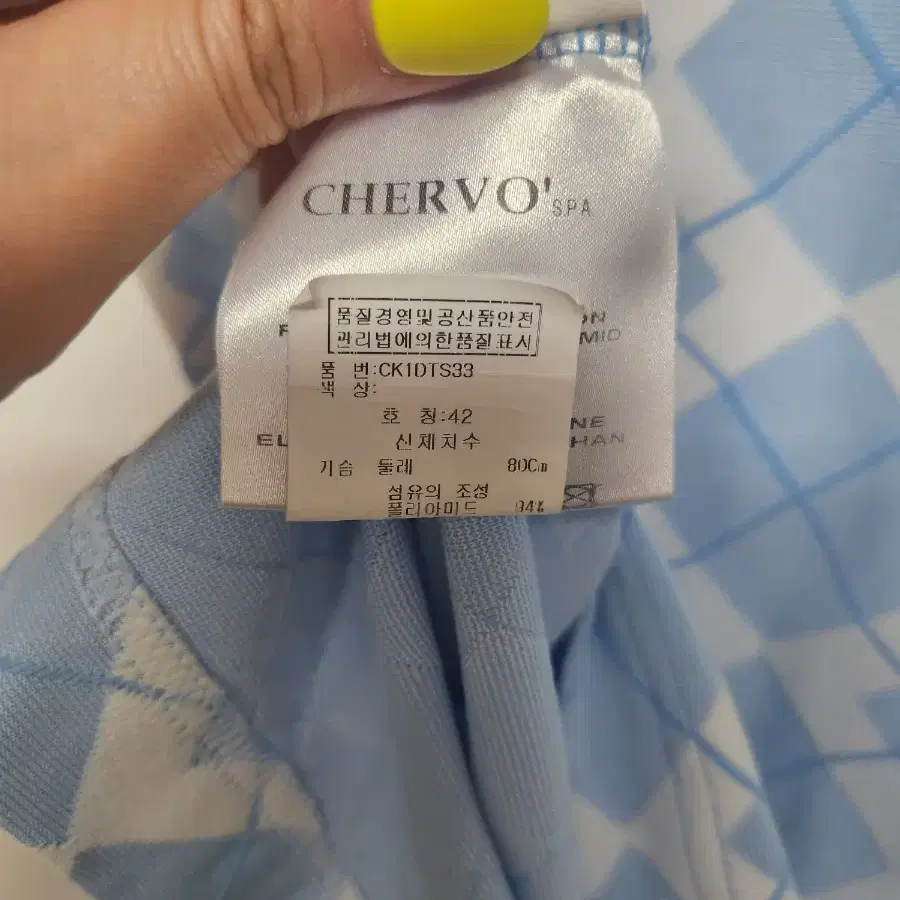 CHERVO' SPA
품질경영및공산품안전
관리법에의한품질표시
품 번:CK1DTS33
색 상:
호 칭:42
신체치수
가슴 둘레 80Cm
섬유의 조성
폴리아미드 94%